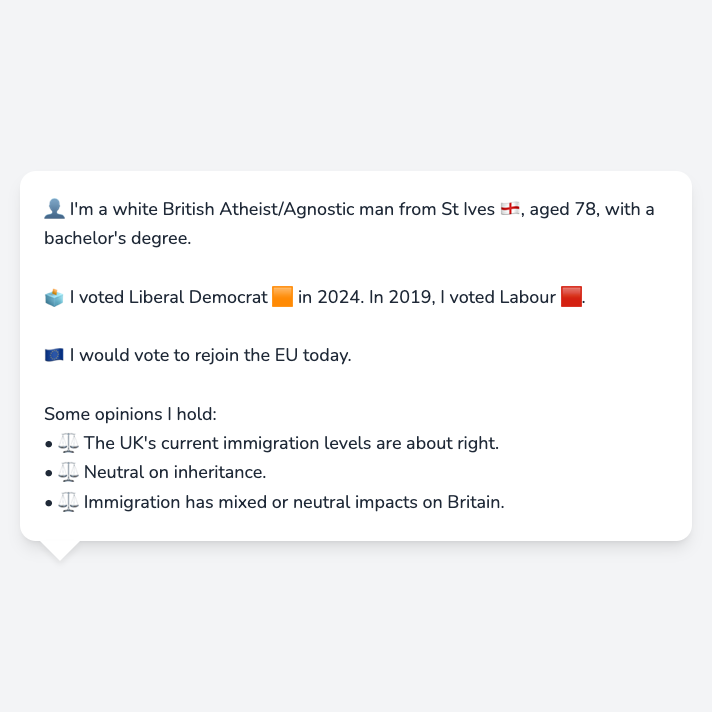 👤 I'm a white British Atheist/Agnostic man from St Ives 🏴󠁧󠁢󠁥󠁮󠁧󠁿, aged 78, with a
bachelor's degree.
🗳️ I voted Liberal Democrat 🟧 in 2024. In 2019, I voted Labour 🟥.
🇪🇺 I would vote to rejoin the EU today.
Some opinions I hold:
• ⚖️ The UK's current immigration levels are about right.
• ⚖️ Neutral on inheritance.
• ⚖️ Immigration has mixed or neutral impacts on Britain.